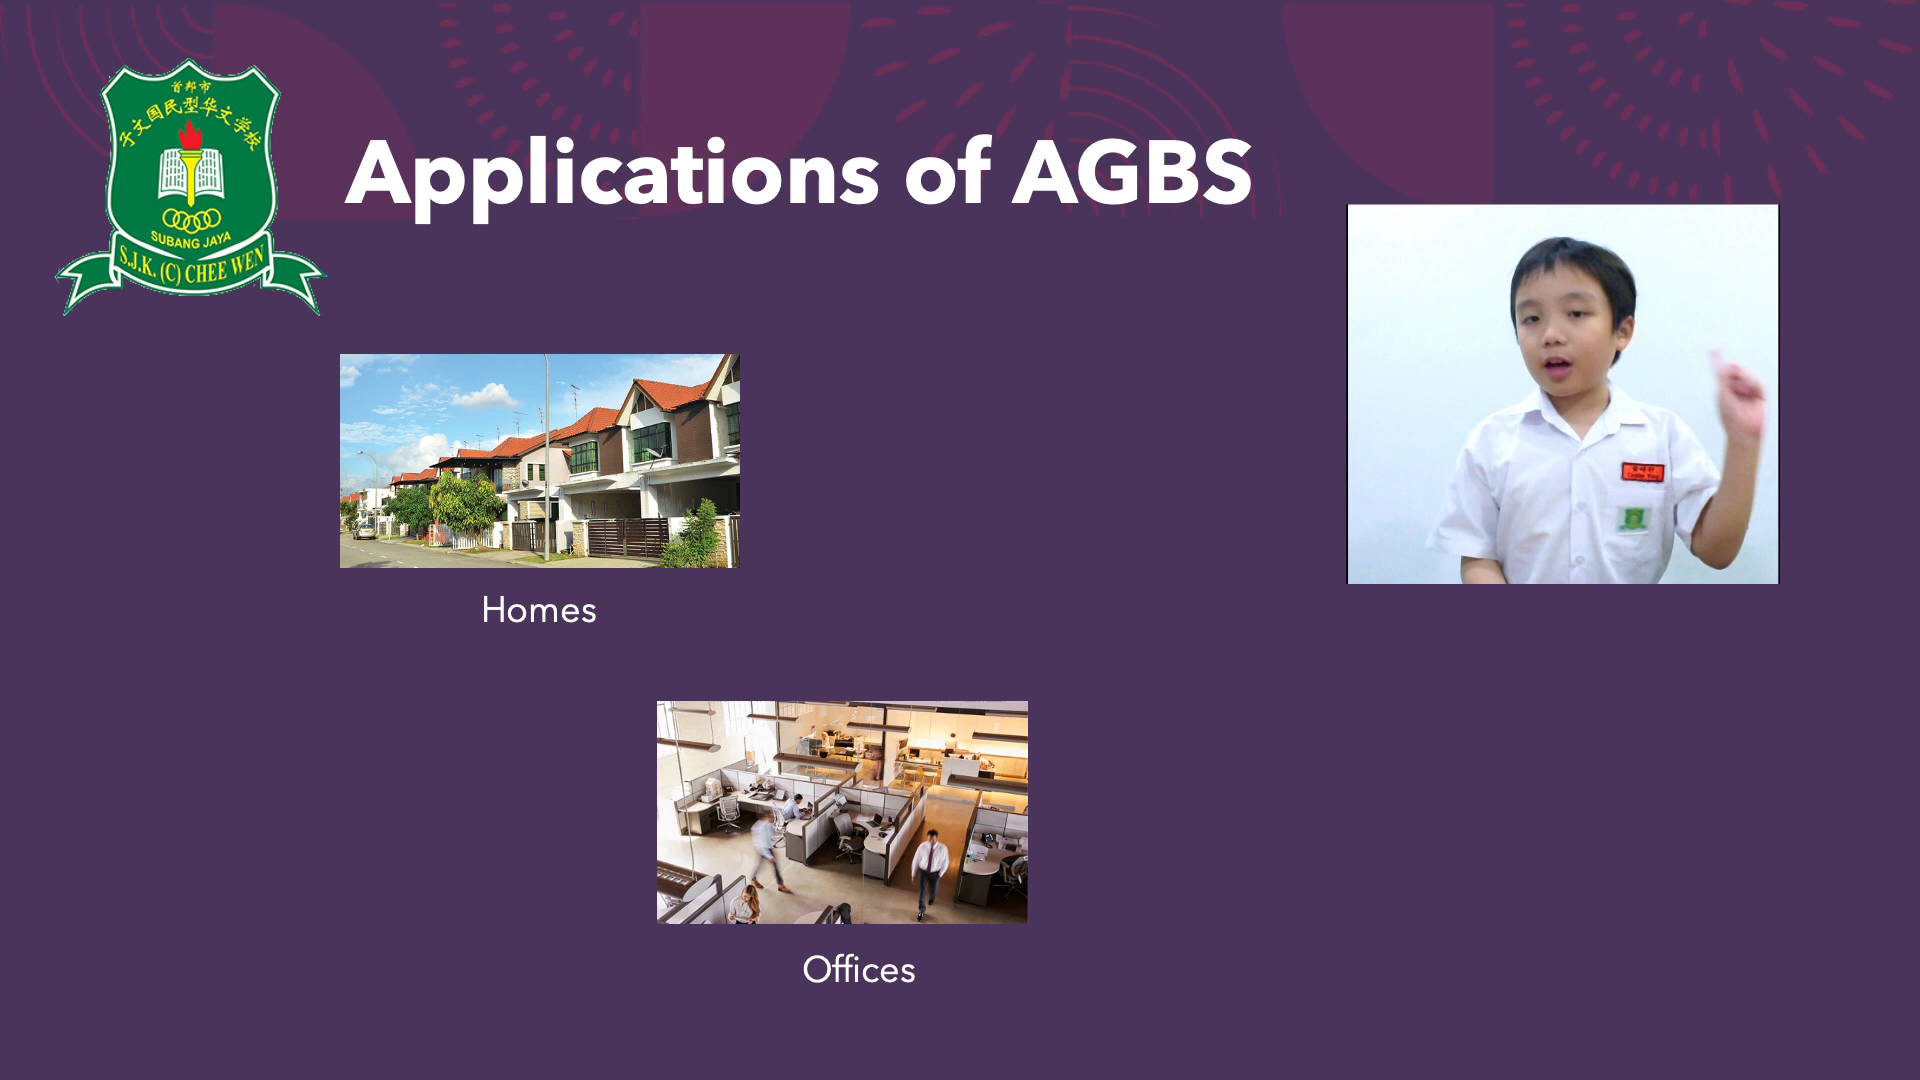 首邦市
子文国民型华文学校
SUBANG JAYA
S.J.K. (C) CHEE WEN
Applications of AGBS
Homes
Offices